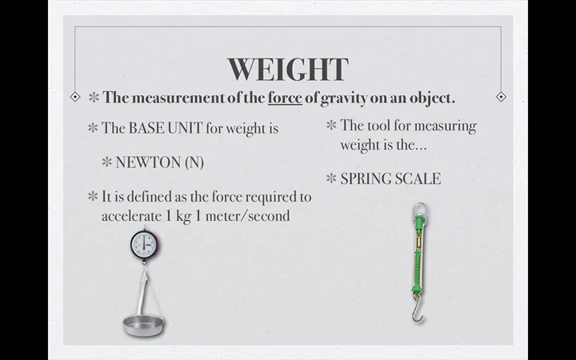 WEIGHT
The measurement of the force of gravity on an object.
The BASE UNIT for weight is
NEWTON (N)
It is defined as the force required to
accelerate 1 kg 1 meter/second
The tool for measuring
weight is the...
SPRING SCALE